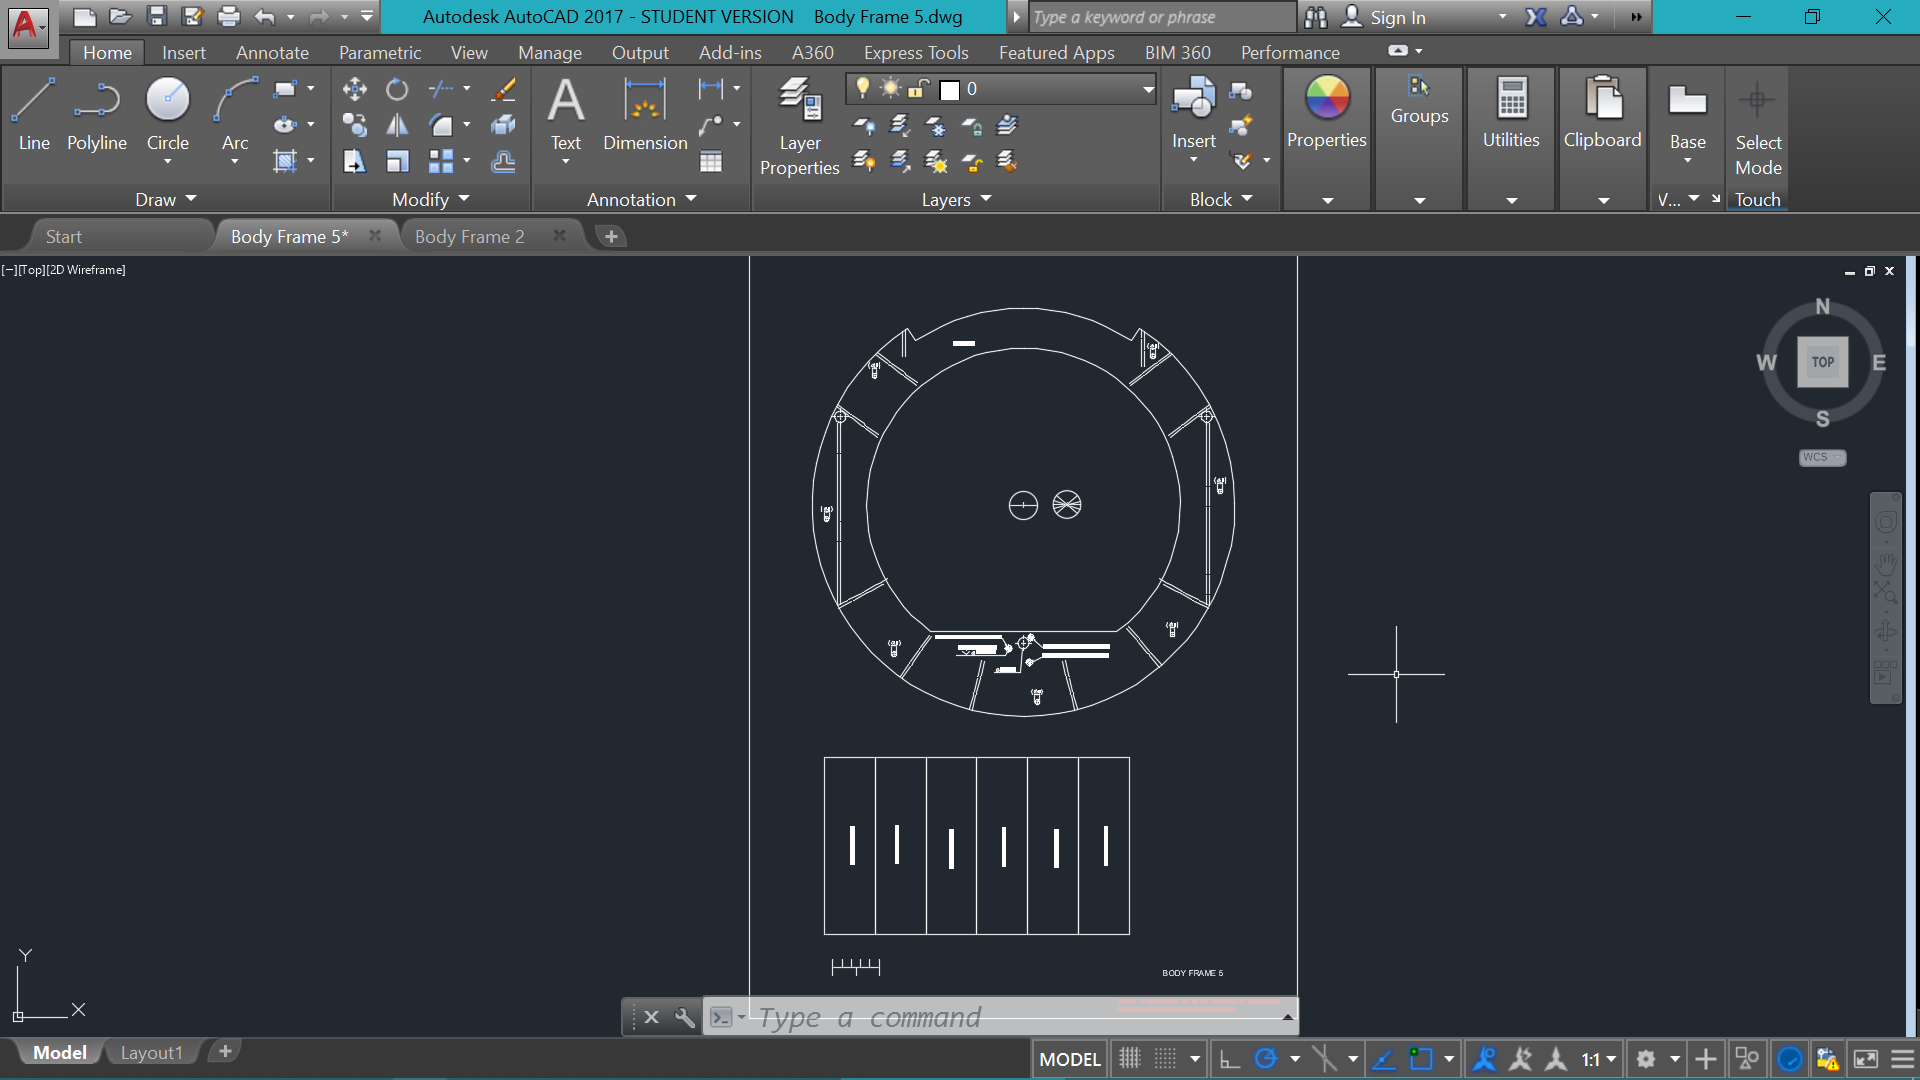 Autodesk AutoCAD 2017 - STUDENT VERSION Body Frame 5.dwg
Type a keyword or phrase
Sign In
Home Insert Annotate Parametric View Manage Output Add-ins A360 Express Tools Featured Apps BIM 360 Performance
0
Line Polyline Circle Arc
A
Text Dimension
Layer Properties
Insert
Properties
Groups
Utilities
Clipboard
Base
Select Mode
Draw Modify Annotation Layers Block V... Touch
Start Body Frame 5* Body Frame 2
[−][Top][2D Wireframe]
N
W TOP E
S
WCS
Y
X
BODY FRAME 5
Type a command
Model Layout1
MODEL
1:1